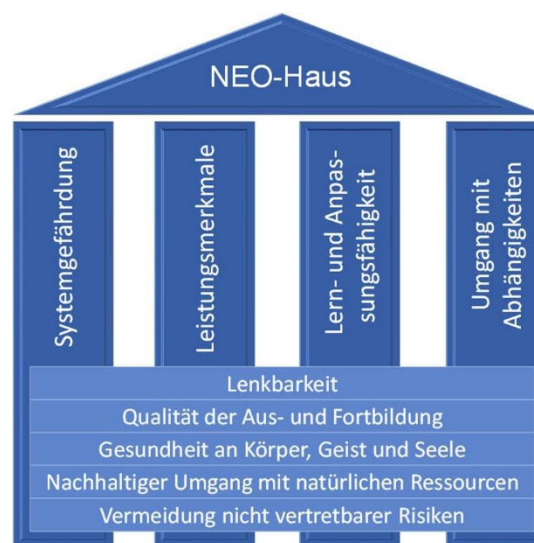 NEO-Haus
Systemgefährdung
Leistungsmerkmale
Lern- und Anpas-
sungsfähigkeit
Umgang mit
Abhängigkeiten
Lenkbarkeit
Qualität der Aus- und Fortbildung
Gesundheit an Körper, Geist und Seele
Nachhaltiger Umgang mit natürlichen Ressourcen
Vermeidung nicht vertretbarer Risiken